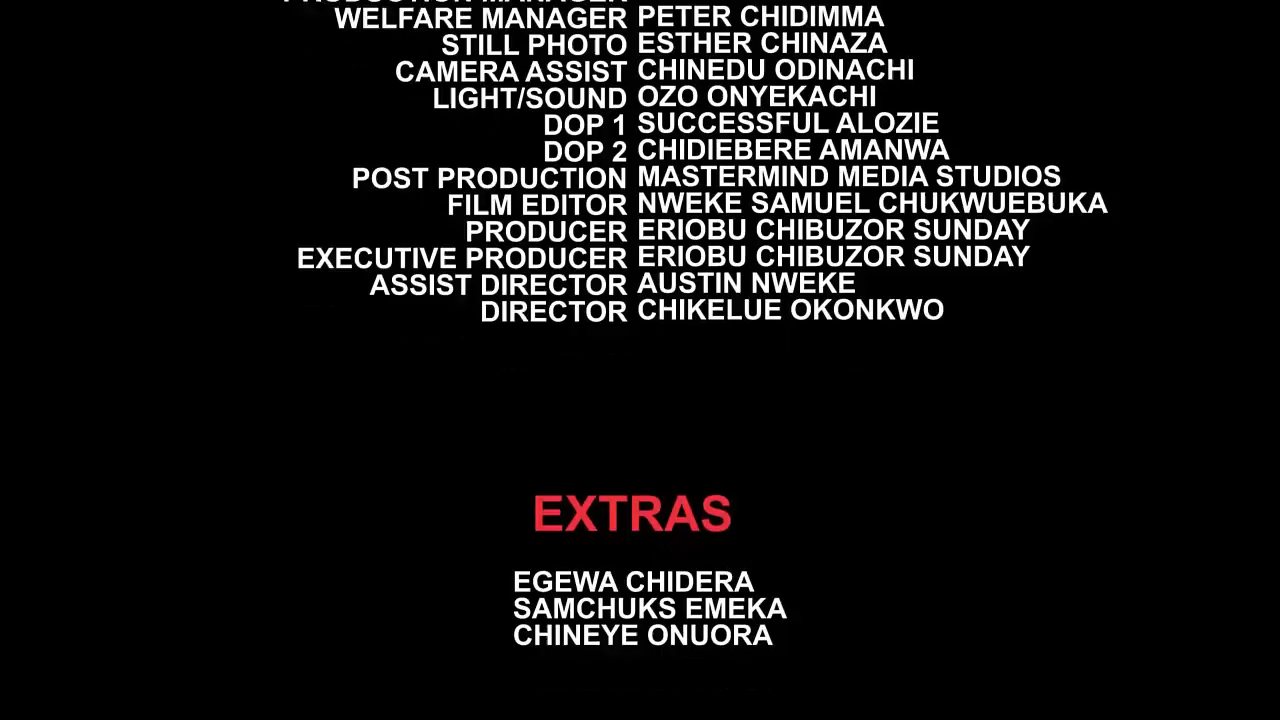 PRODUCTION MANAGER
WELFARE MANAGER PETER CHIDIMMA
STILL PHOTO ESTHER CHINAZA
CAMERA ASSIST CHINEDU ODINACHI
LIGHT/SOUND OZO ONYEKACHI
DOP 1 SUCCESSFUL ALOZIE
DOP 2 CHIDIEBERE AMANWA
POST PRODUCTION MASTERMIND MEDIA STUDIOS
FILM EDITOR NWEKE SAMUEL CHUKWUEBUKA
PRODUCER ERIOBU CHIBUZOR SUNDAY
EXECUTIVE PRODUCER ERIOBU CHIBUZOR SUNDAY
ASSIST DIRECTOR AUSTIN NWEKE
DIRECTOR CHIKELUE OKONKWO
EXTRAS
EGEWA CHIDERA
SAMCHUKS EMEKA
CHINEYE ONUORA